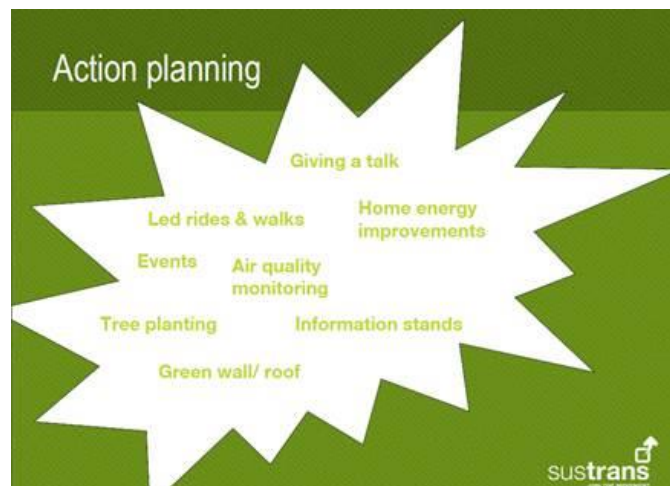 Action planning
Giving a talk
Led rides & walks
Home energy
improvements
Events
Air quality
monitoring
Tree planting
Information stands
Green wall/ roof
sustrans